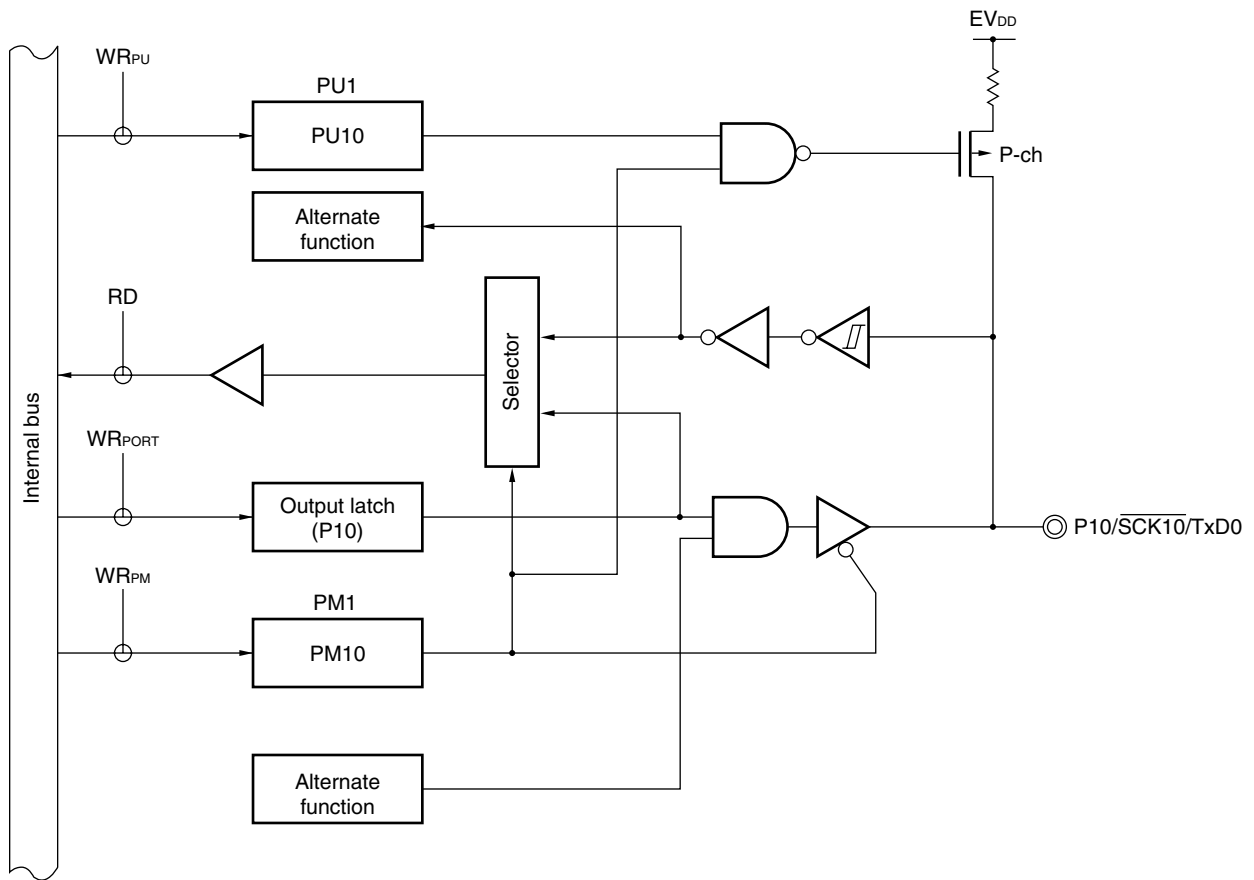 EVDD
WRPU
PU1
PU10
P-ch
Alternate
function
RD
Selector
Internal bus
WRPORT
Output latch
(P10)
P10/SCK10/TxD0
WRPM
PM1
PM10
Alternate
function